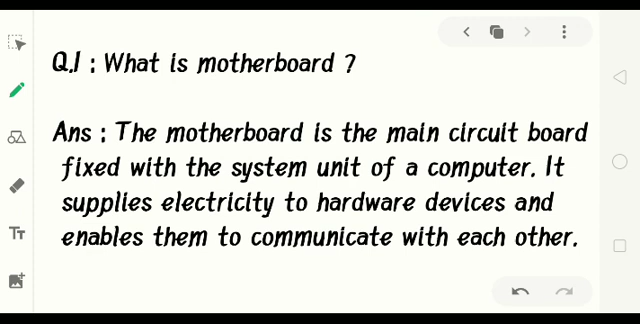 Q.1 : What is motherboard ?
Ans : The motherboard is the main circuit board
fixed with the system unit of a computer. It
supplies electricity to hardware devices and
enables them to communicate with each other.
TT